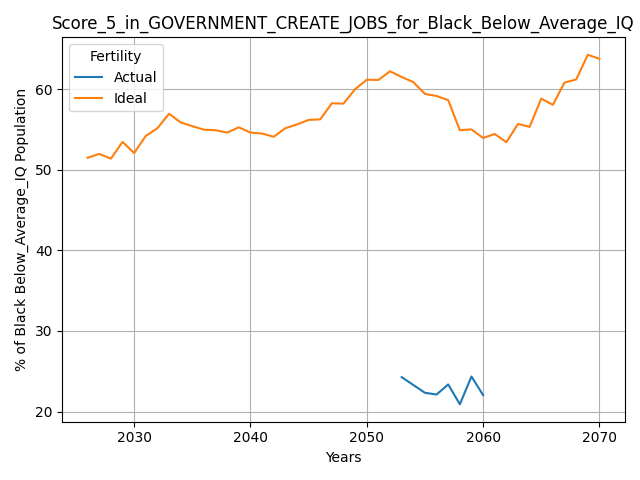 Score_5_in_GOVERNMENT_CREATE_JOBS_for_Black_Below_Average_IQ
Fertility
Actual
Ideal
% of Black Below_Average_IQ Population
60
50
40
30
20
2030 2040 2050 2060 2070
Years